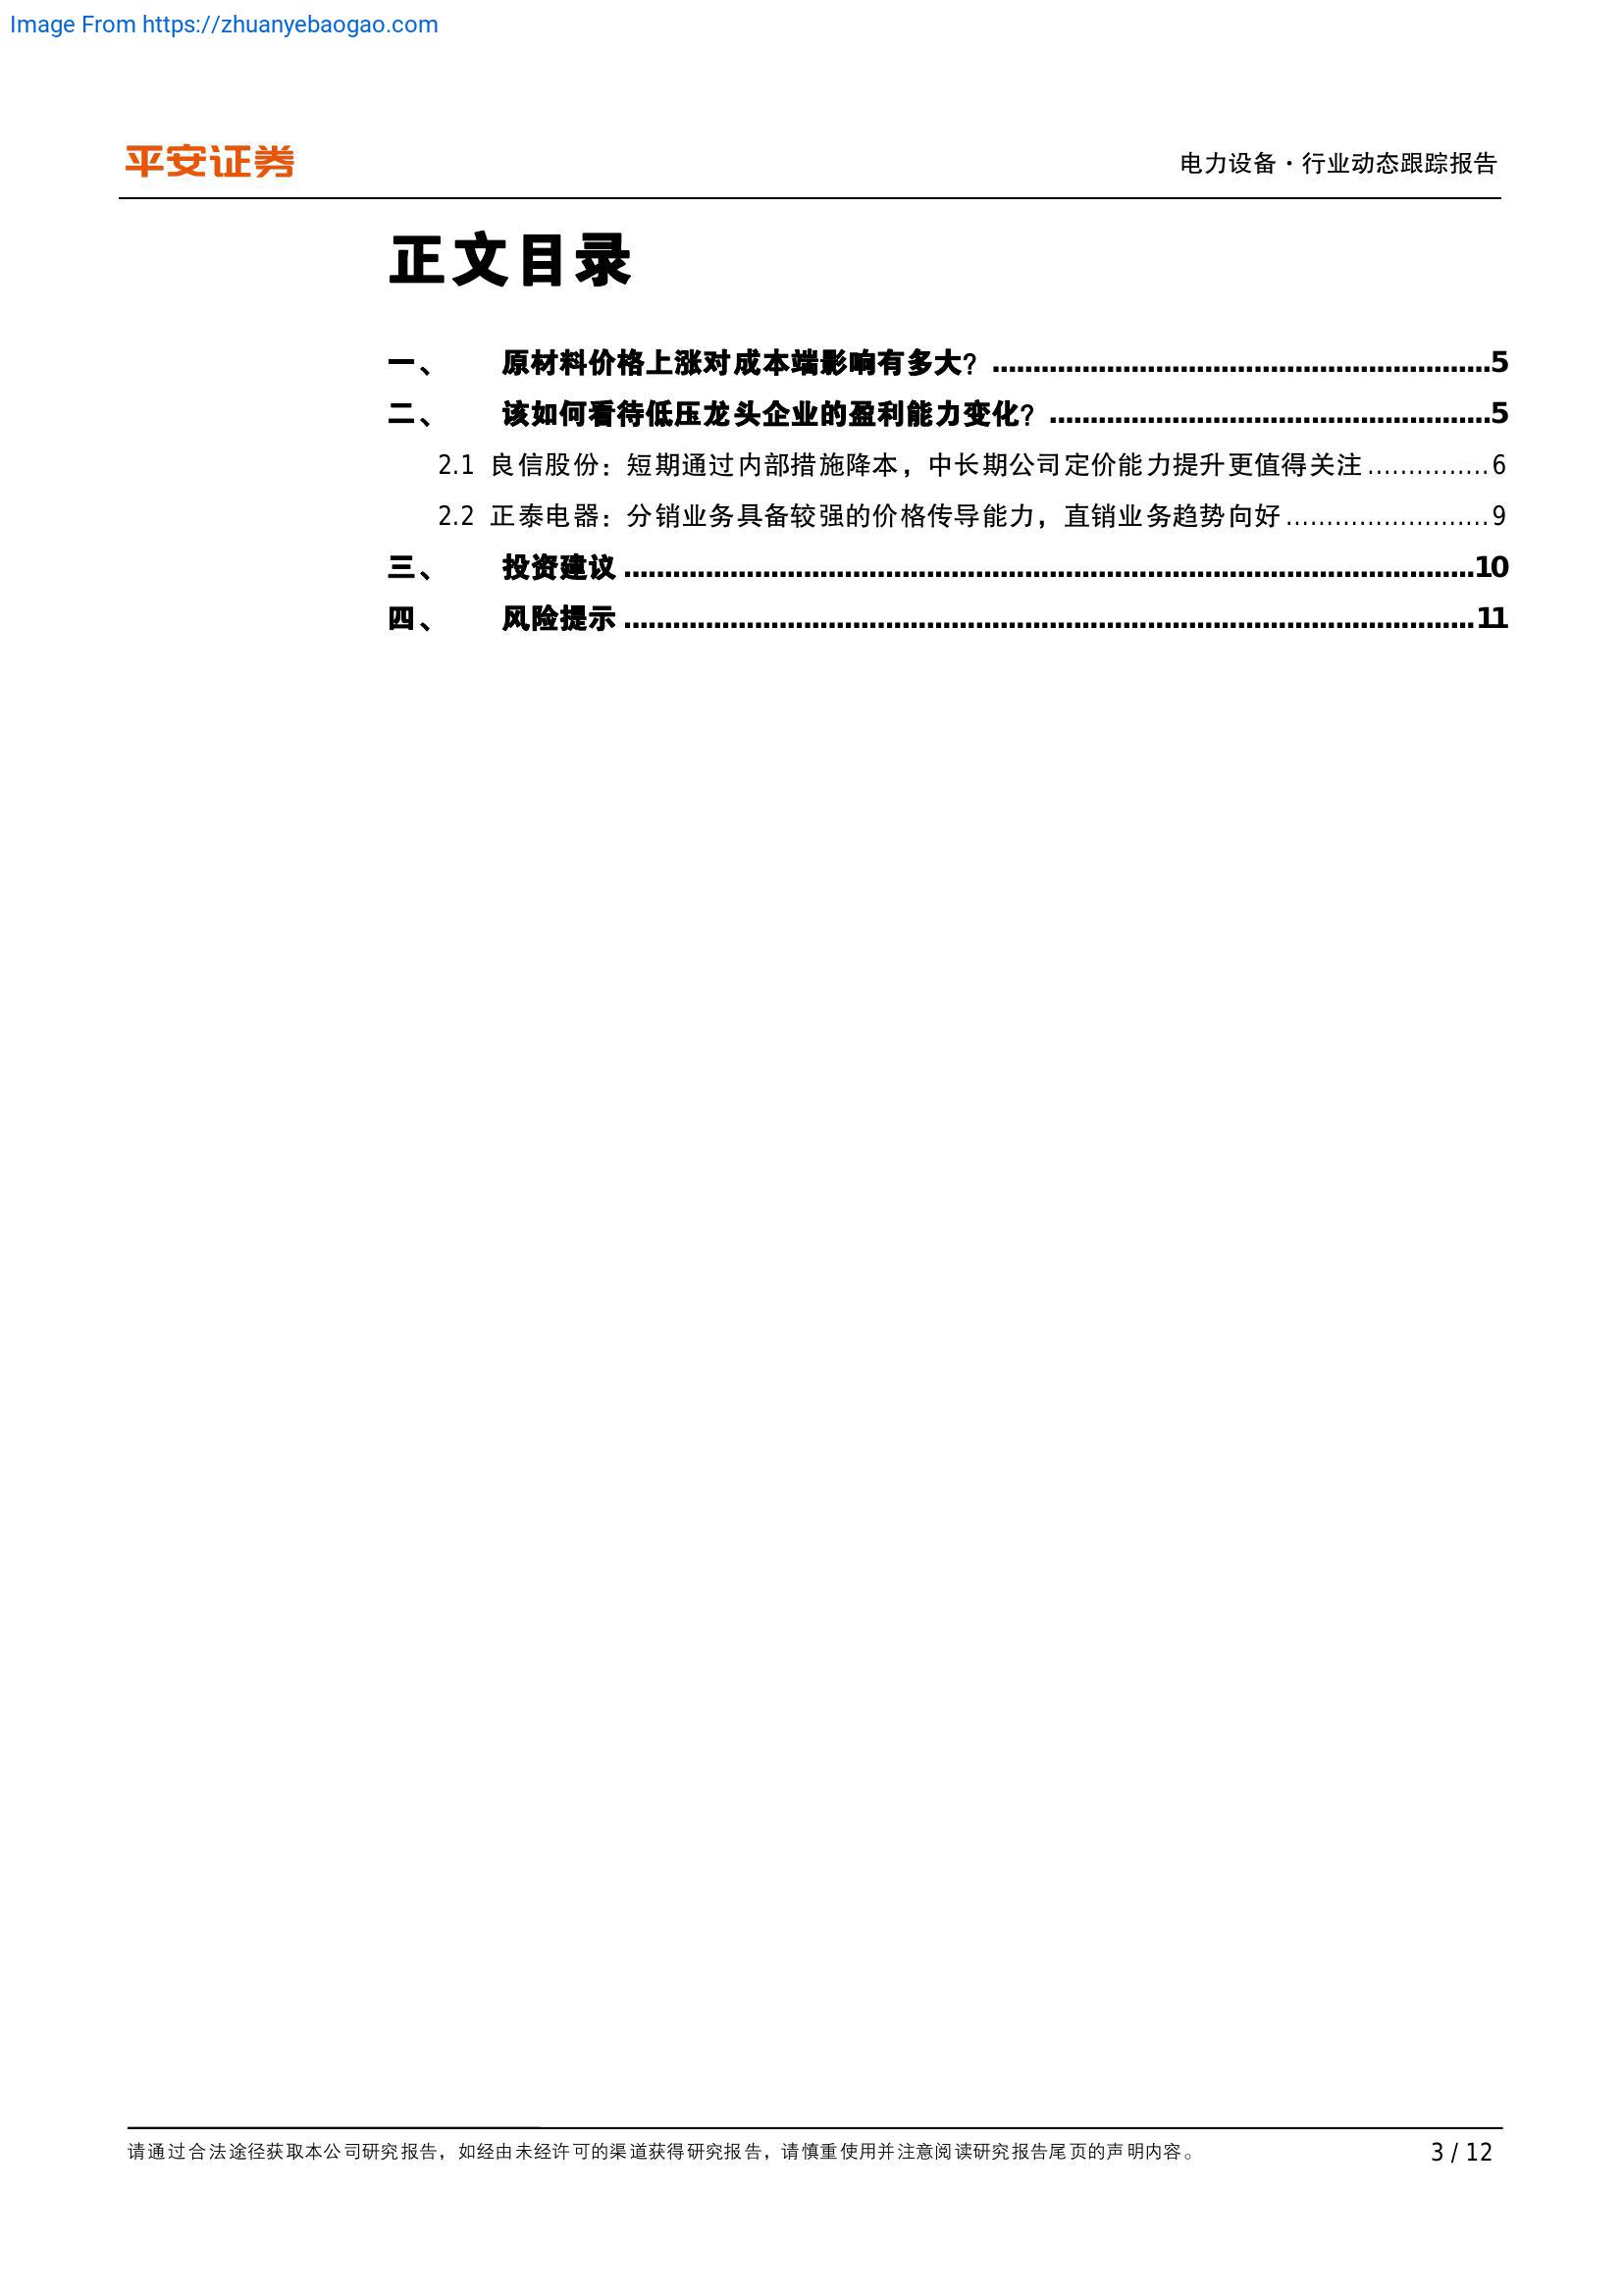 Image From https://zhuanyebaogao.com
平安证券
电力设备·行业动态跟踪报告
正文目录
一、 原材料价格上涨对成本端影响有多大？ 5
二、 该如何看待低压龙头企业的盈利能力变化？ 5
2.1 良信股份：短期通过内部措施降本，中长期公司定价能力提升更值得关注 6
2.2 正泰电器：分销业务具备较强的价格传导能力，直销业务趋势向好 9
三、 投资建议 10
四、 风险提示 11
请通过合法途径获取本公司研究报告，如经由未经许可的渠道获得研究报告，请慎重使用并注意阅读研究报告尾页的声明内容。
3 / 12